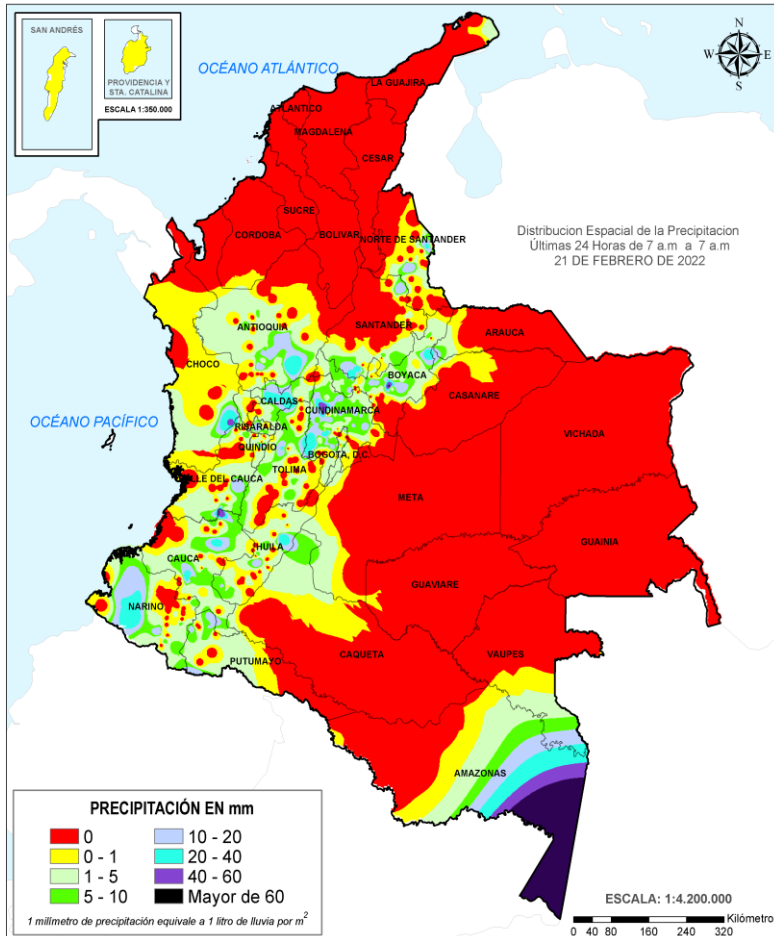 SAN ANDRÉS
PROVIDENCIA Y
STA. CATALINA
ESCALA 1:350.000
OCÉANO ATLÁNTICO
N
W
E
S
LA GUAJIRA
ATLANTICO
MAGDALENA
CESAR
SUCRE
CORDOBA
BOLIVAR
NORTE DE SANTANDER
Distribucion Espacial de la Precipitacion
Últimas 24 Horas de 7 a.m a 7 a.m
21 DE FEBRERO DE 2022
ANTIOQUIA
SANTANDER
ARAUCA
CHOCO
BOYACA
CASANARE
CALDAS
CUNDINAMARCA
OCÉANO PACÍFICO
RISARALDA
VICHADA
QUINDIO
BOGOTA, D.C.
TOLIMA
VALLE DEL CAUCA
META
GUAINIA
HUILA
CAUCA
GUAVIARE
NARIÑO
CAQUETA
VAUPES
PUTUMAYO
AMAZONAS
PRECIPITACIÓN EN mm
0
0 - 1
1 - 5
5 - 10
10 - 20
20 - 40
40 - 60
Mayor de 60
1 milímetro de precipitación equivale a 1 litro de lluvia por m²
ESCALA: 1:4.200.000
Kilómetro
0 40 80 160 240 320